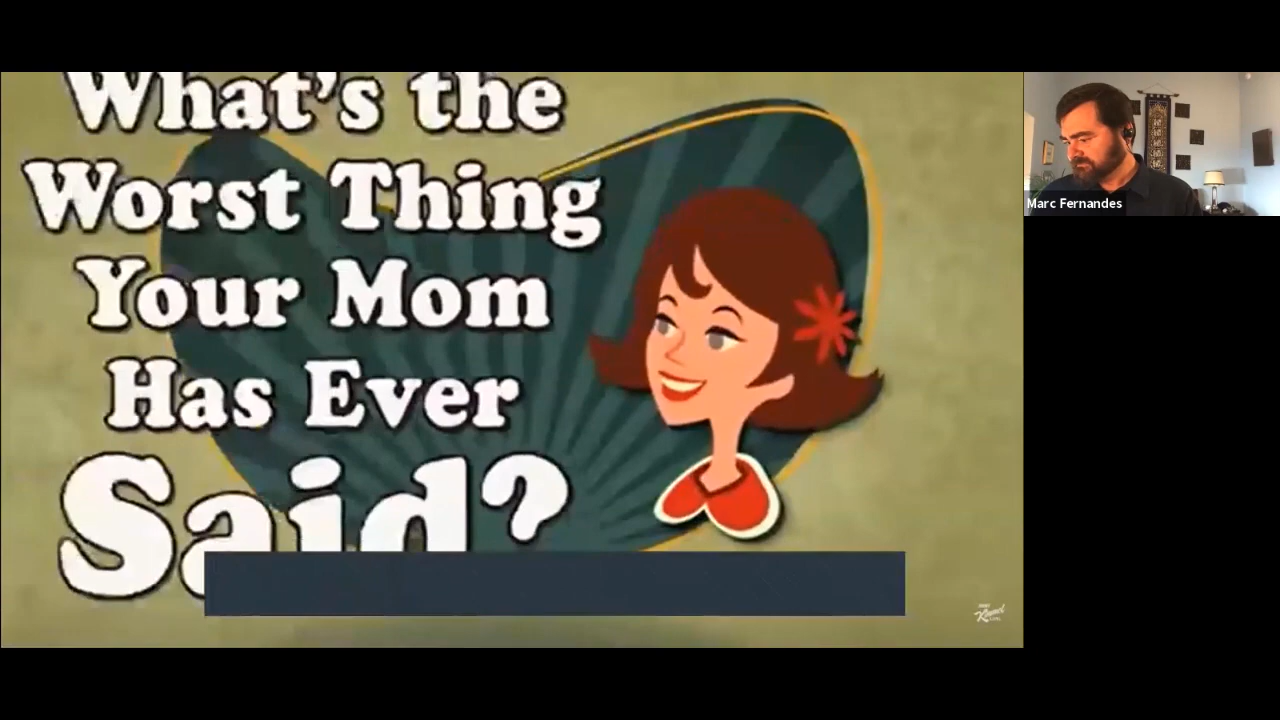 What's the
Worst Thing
Your Mom
Has Ever
Said?
Marc Fernandes